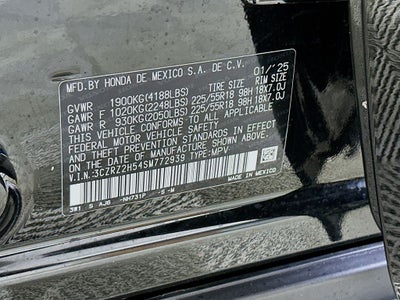 MFD.BY HONDA DE MEXICO S.A. DE C.V. 01/'25
TIRE SIZE RIM SIZE
GVWR 1900KG(4188LBS)
GAWR F 1020KG(2248LBS) 225/55R18 98H 18X7.0J
GAWR R 930KG(2050LBS) 225/55R18 98H 18X7.0J
THIS VEHICLE CONFORMS TO ALL APPLICABLE
FEDERAL MOTOR VEHICLE SAFETY AND THEFT
PREVENTION STANDARDS IN EFFECT ON THE DATE OF
MANUFACTURE SHOWN ABOVE.
V.I.N.:3CZRZ2H54SM772939 TYPE:MPV
MADE IN MEXICO
NH731P